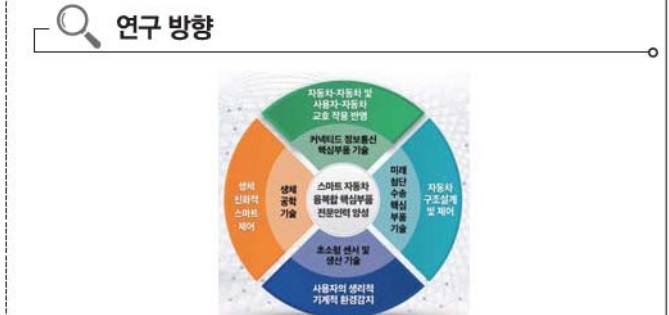 연구 방향
자동차-자동차 및
사용자-자동차
교호 작용 반영
커넥티드 정보통신
핵심부품 기술
생체
친화적
스마트
제어
생체
공학
기술
스마트 자동차
융복합 핵심부품
전문인력 양성
미래
첨단
수송
핵심
부품
기술
자동차
구조설계
및 제어
초소형 센서 및
생산 기술
사용자의 생리적
기계적 환경감지